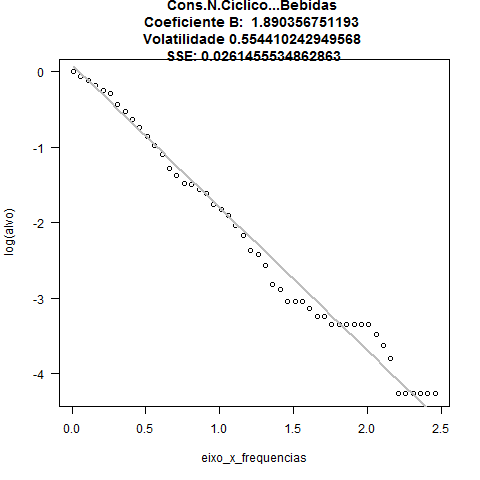 Cons.N.Ciclico...Bebidas
Coeficiente B:  1.890356751193
Volatilidade 0.554410242949568
SSE: 0.0261455534862863
log(alvo)
0
-1
-2
-3
-4
0.0 0.5 1.0 1.5 2.0 2.5
eixo_x_frequencias